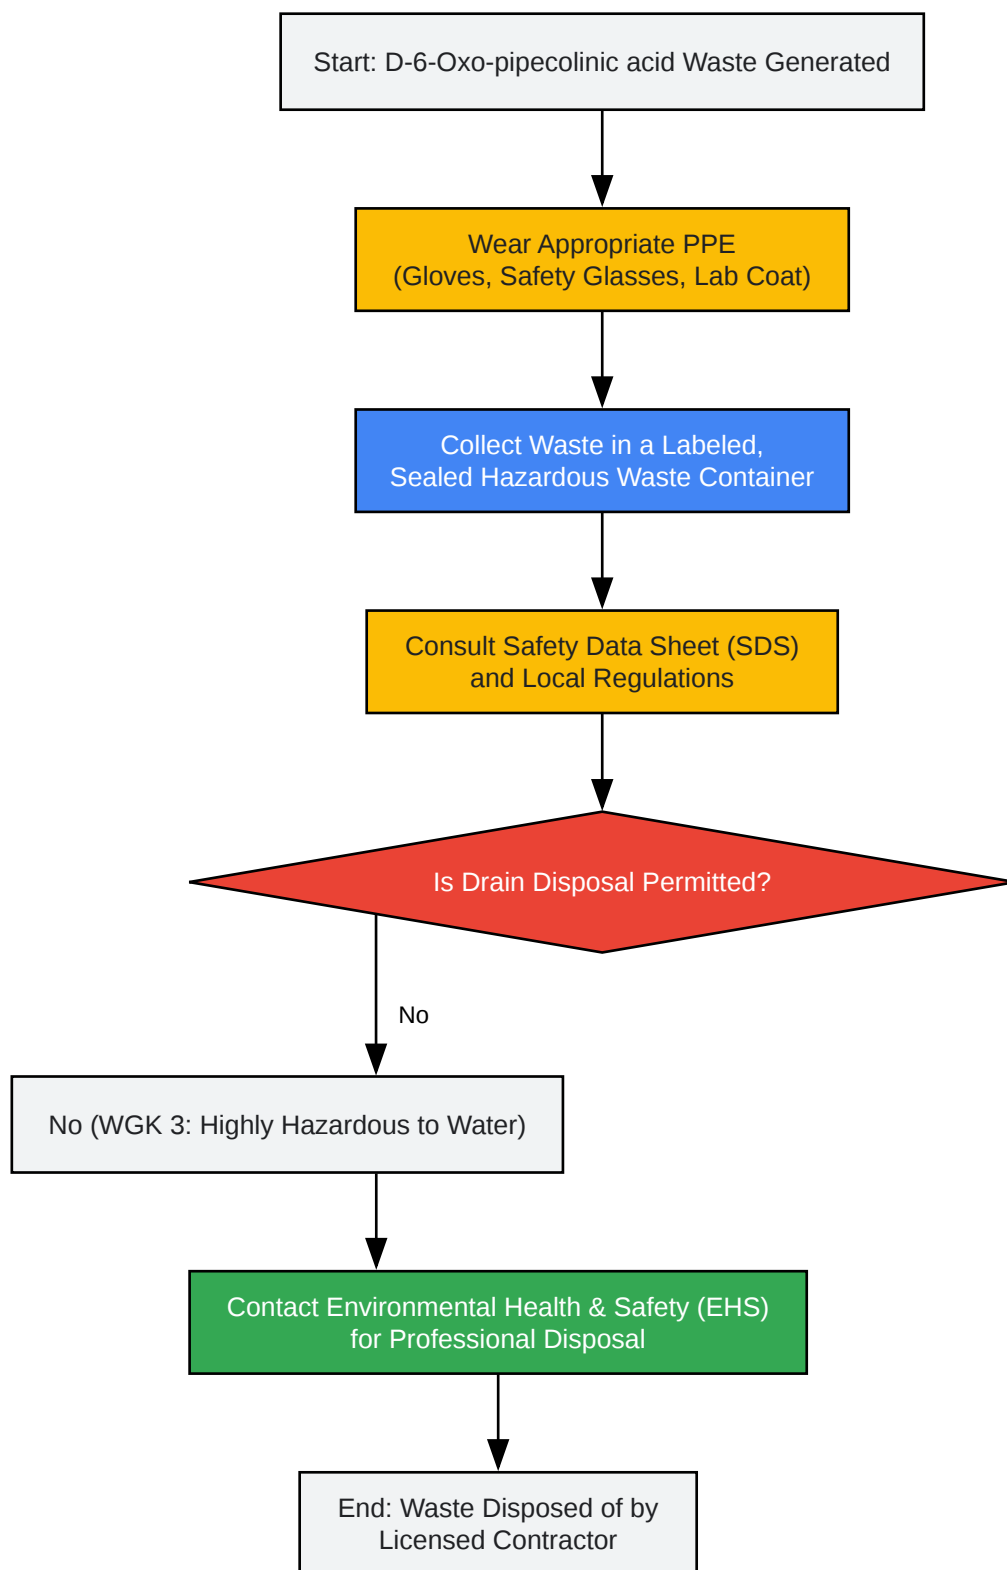 Start: D-6-Oxo-pipecolinic acid Waste Generated
Wear Appropriate PPE
(Gloves, Safety Glasses, Lab Coat)
Collect Waste in a Labeled,
Sealed Hazardous Waste Container
Consult Safety Data Sheet (SDS)
and Local Regulations
Is Drain Disposal Permitted?
No
No (WGK 3: Highly Hazardous to Water)
Contact Environmental Health & Safety (EHS)
for Professional Disposal
End: Waste Disposed of by
Licensed Contractor